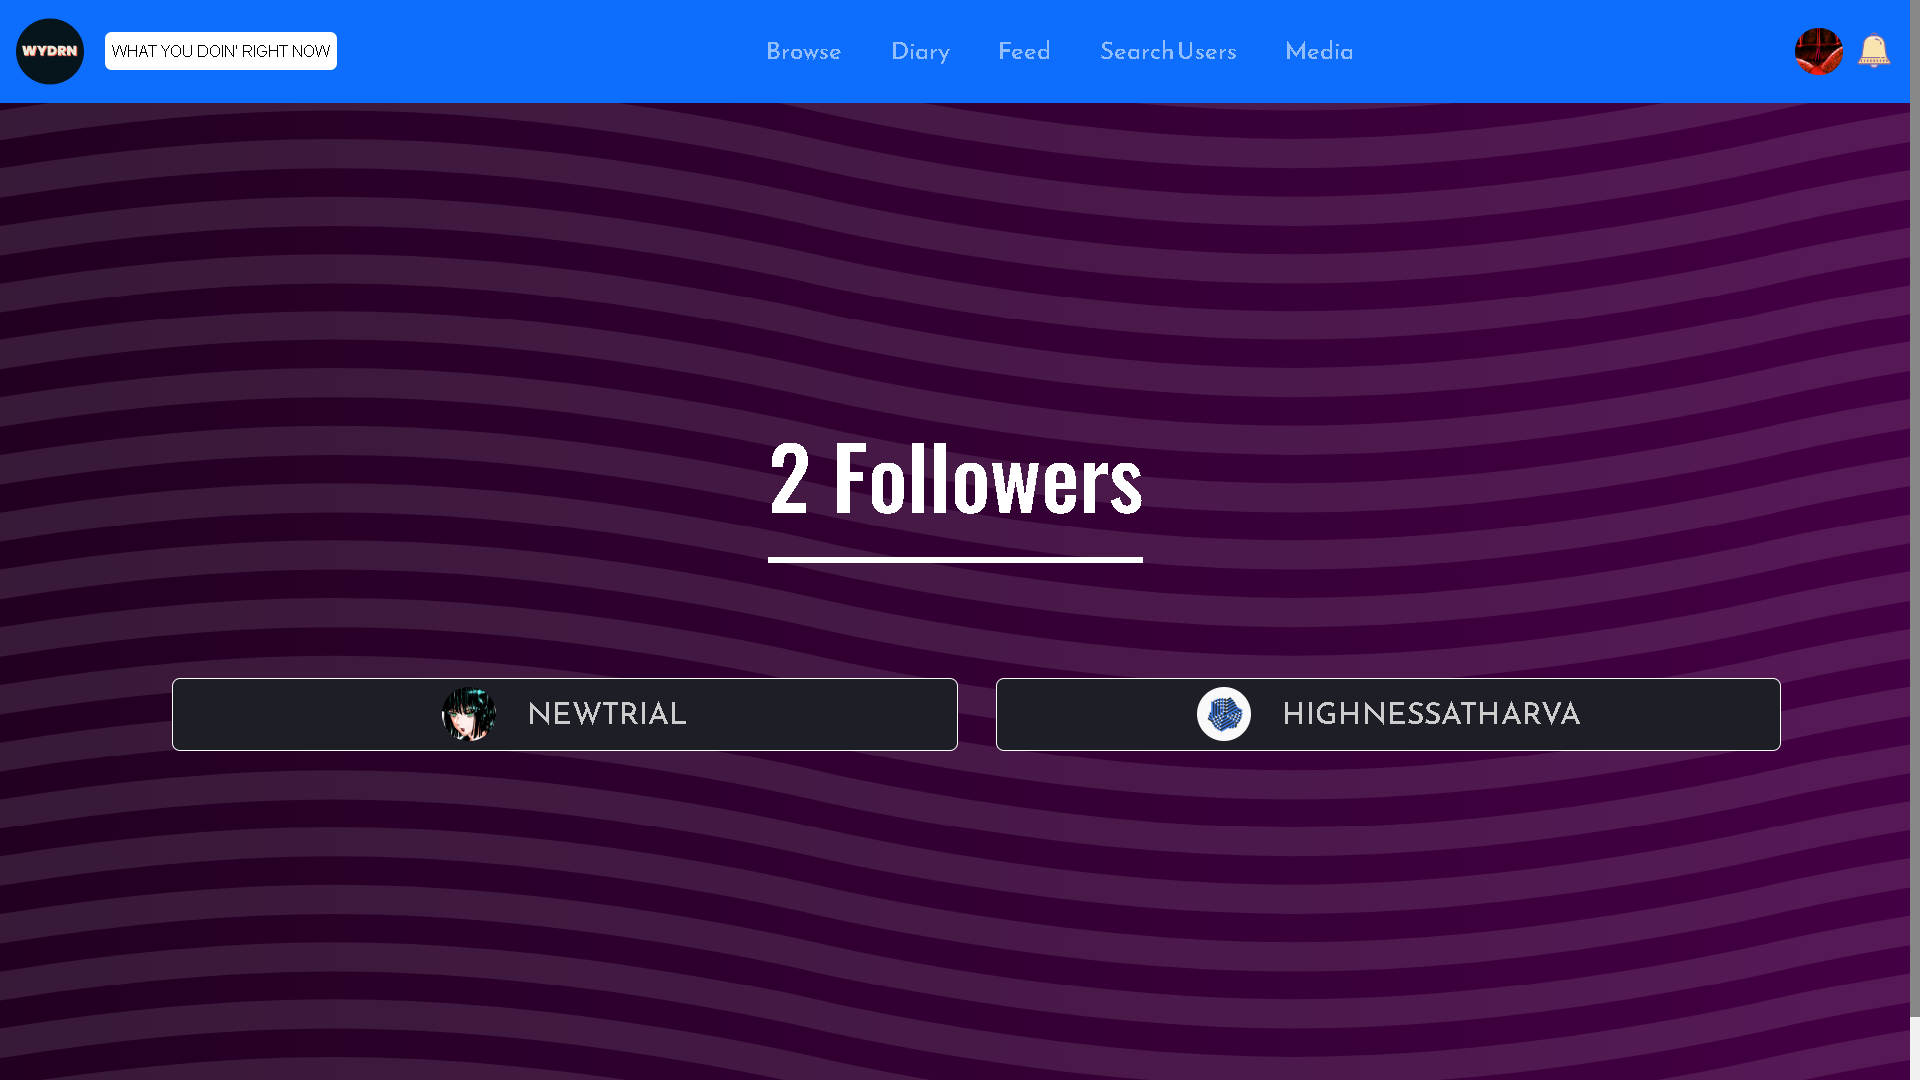 WYDRN
WHAT YOU DOIN' RIGHT NOW
Browse
Diary
Feed
Search Users
Media
2 Followers
NEWTRIAL
HIGHNESSATHARVA